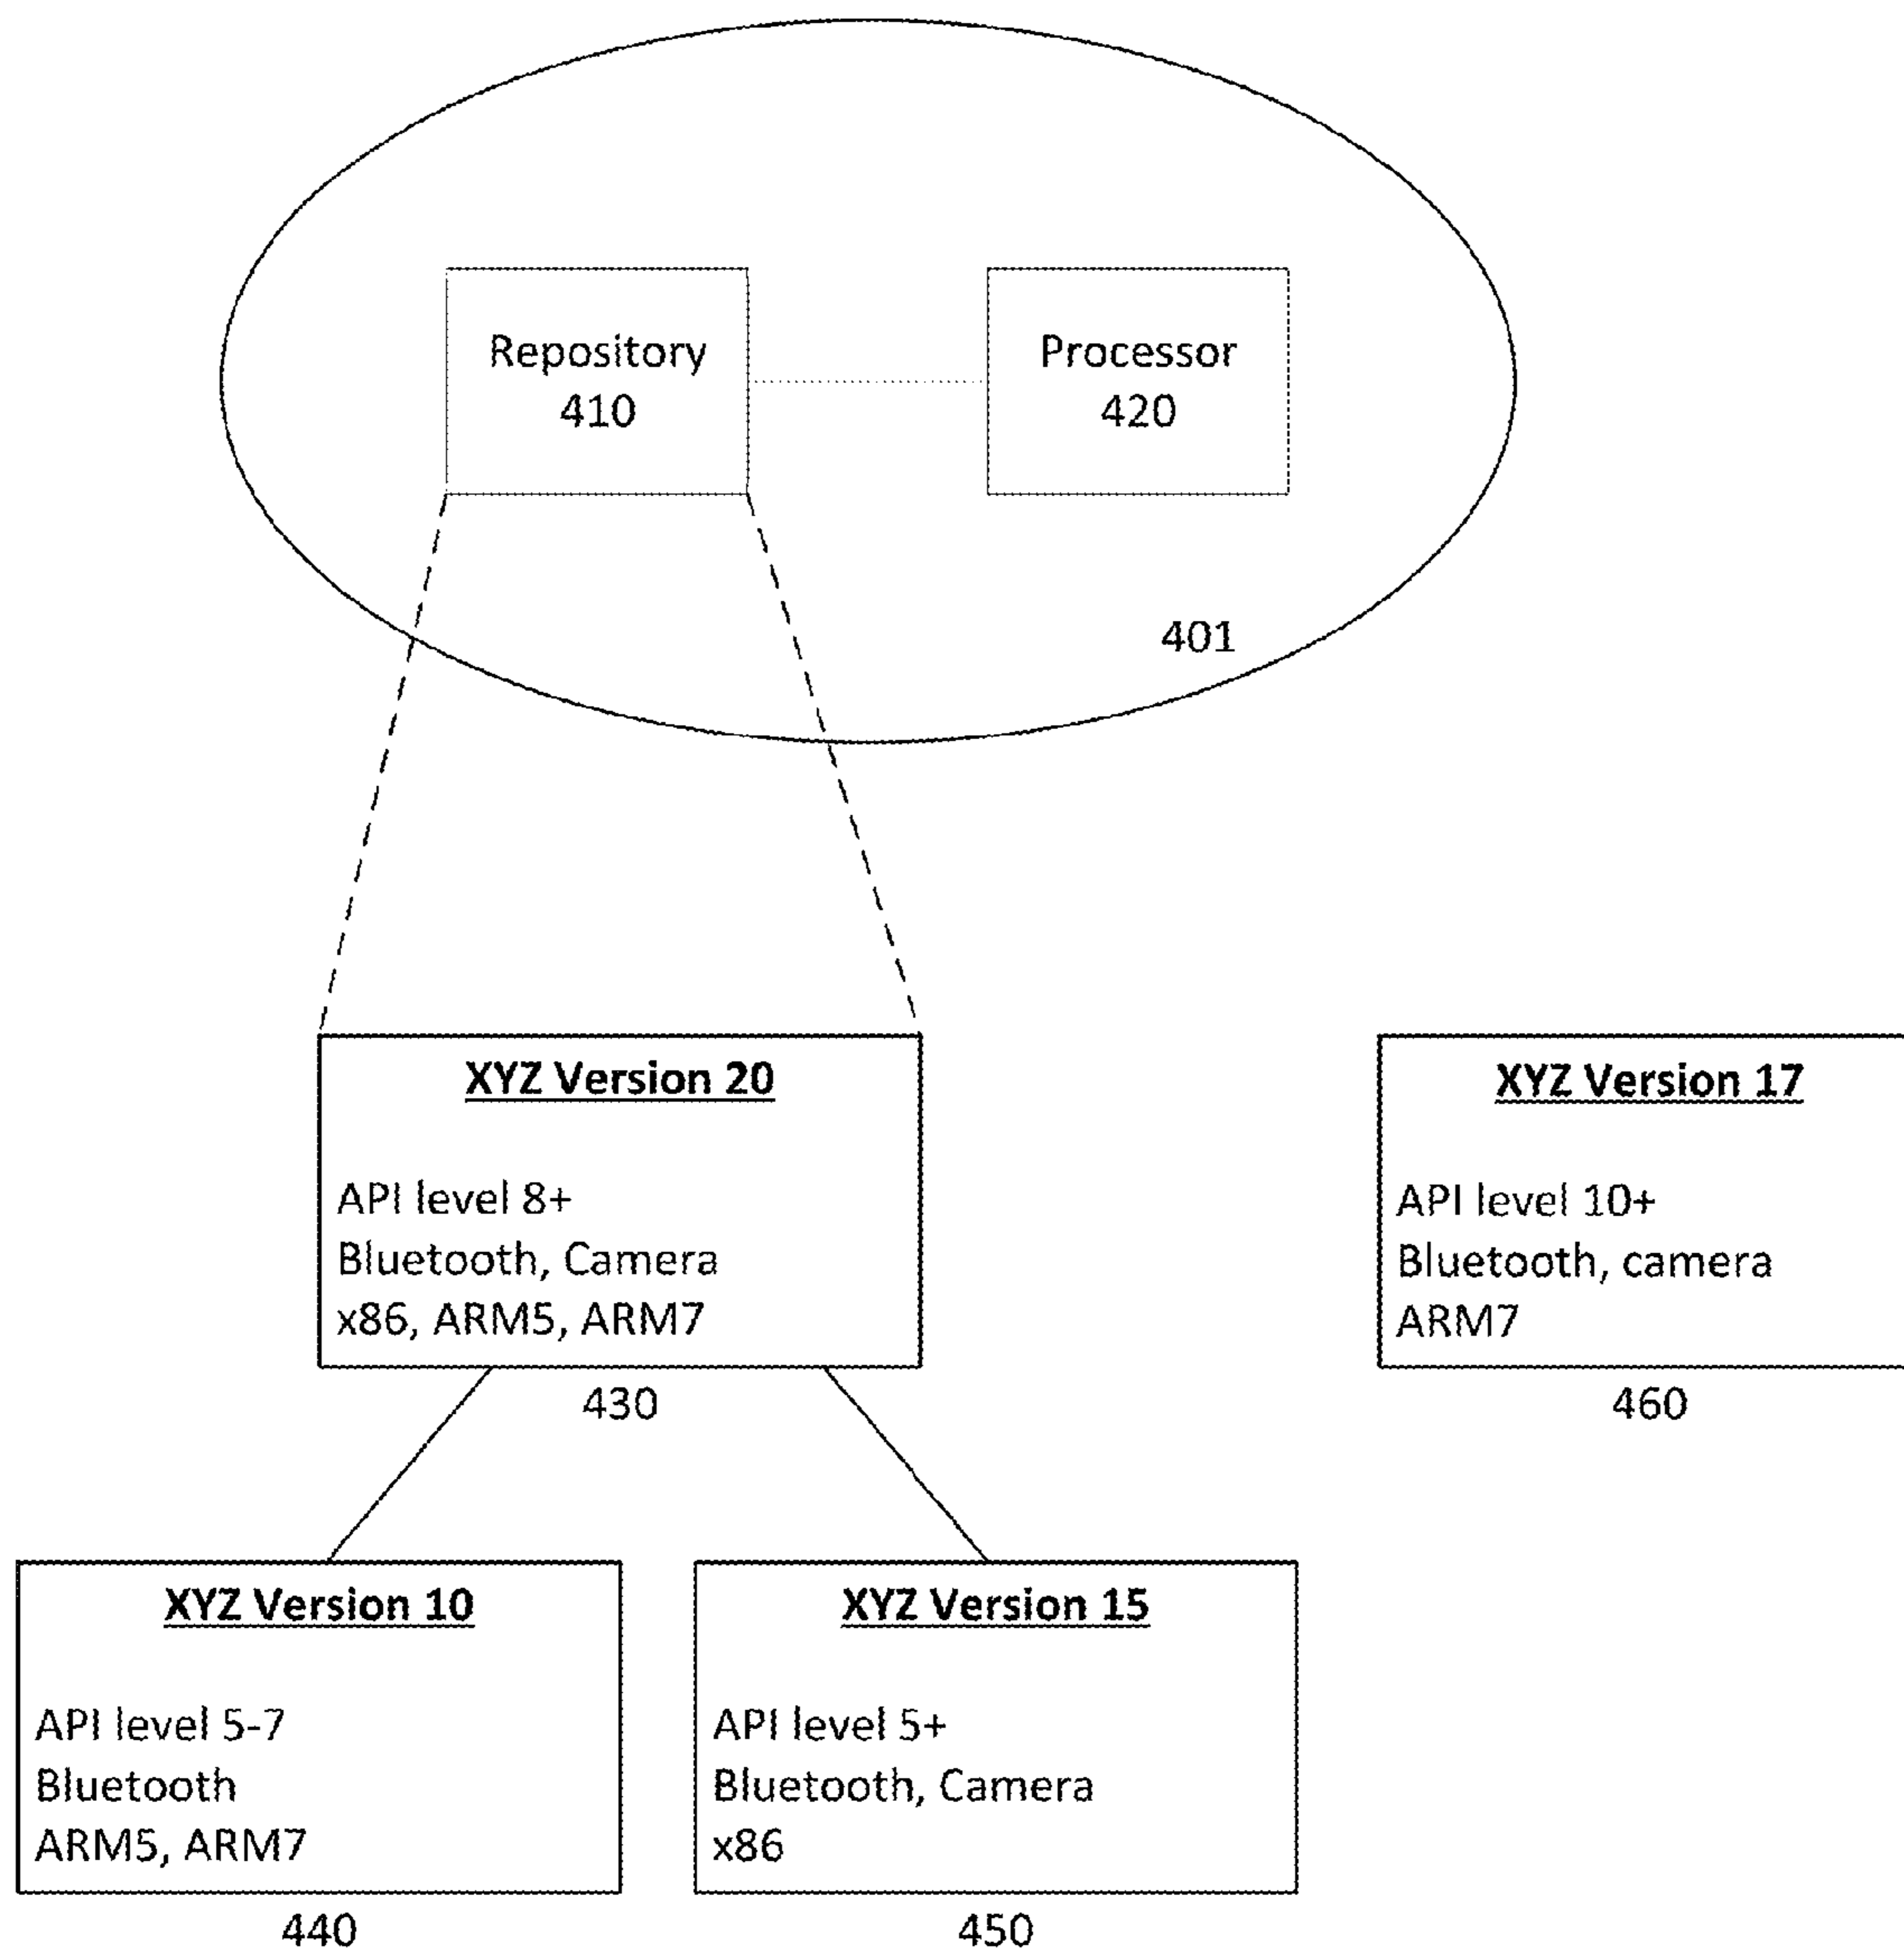 Repository
410
Processor
420
401
XYZ Version 20
API level 8+
Bluetooth, Camera
x86, ARM5, ARM7
430
XYZ Version 17
API level 10+
Bluetooth, camera
ARM7
460
XYZ Version 10
API level 5-7
Bluetooth
ARM5, ARM7
440
XYZ Version 15
API level 5+
Bluetooth, Camera
x86
450